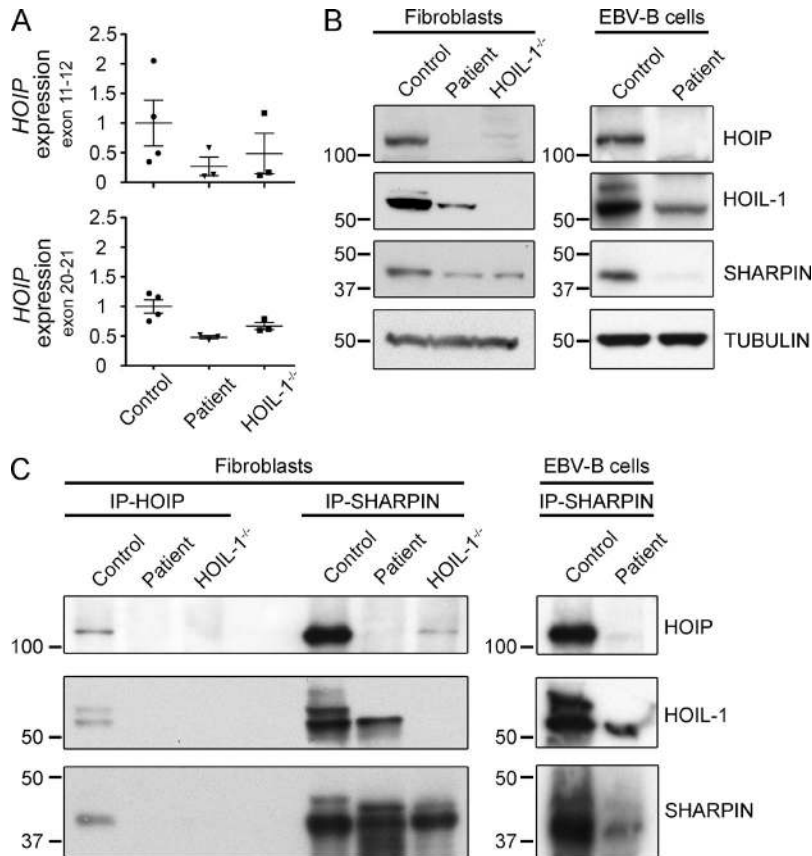 A
HOIP
expression
exon 11-12
2.5
2
1.5
1
0.5
0
HOIP
expression
exon 20-21
2.5
2
1.5
1
0.5
0
Control
Patient
HOIL-1-/-
B
Fibroblasts
EBV-B cells
Control
Patient
HOIL-1-/-
Control
Patient
100
100
HOIP
50
50
HOIL-1
50
37
50
37
SHARPIN
50
50
TUBULIN
C
Fibroblasts
EBV-B cells
IP-HOIP
IP-SHARPIN
IP-SHARPIN
Control
Patient
HOIL-1-/-
Control
Patient
HOIL-1-/-
Control
Patient
100
100
HOIP
50
50
HOIL-1
50
37
50
37
SHARPIN